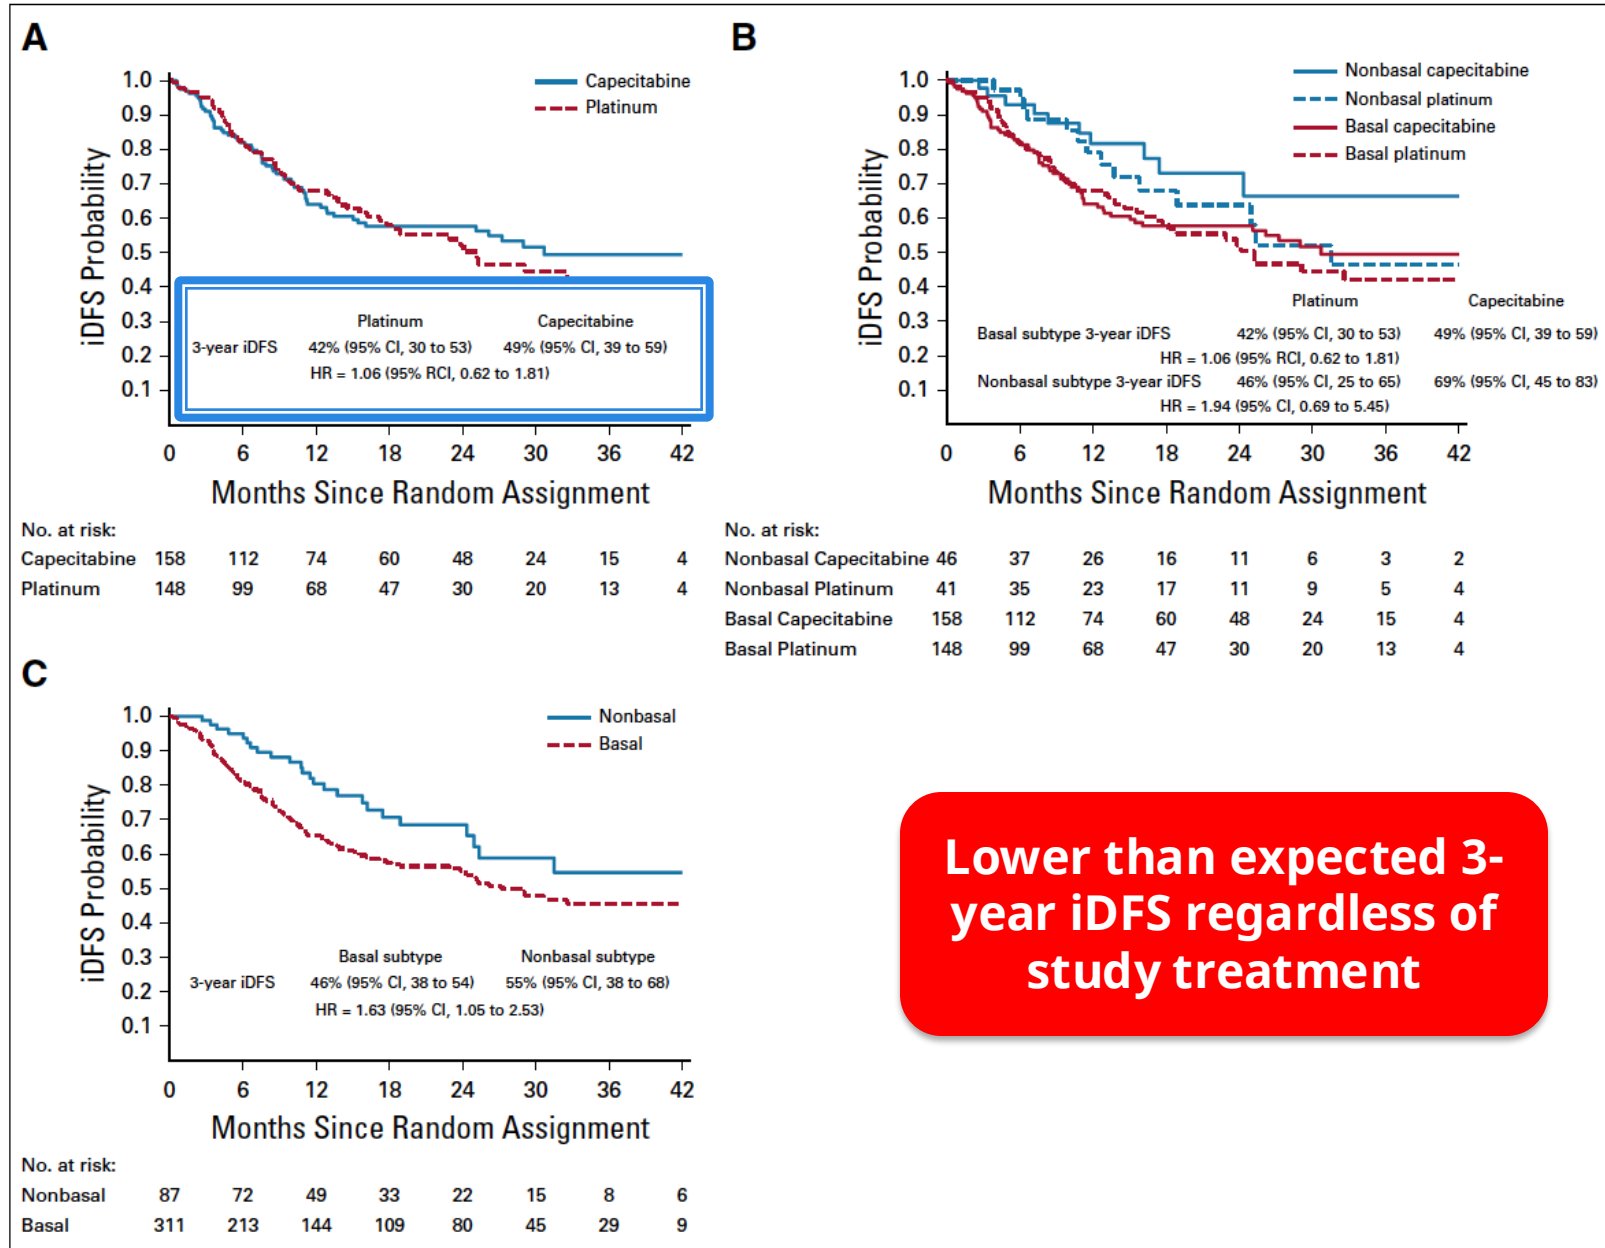 A
Capecitabine
Platinum
1.0
0.9
0.8
0.7
0.6
0.5
0.4
0.3
0.2
0.1
iDFS Probability
Platinum Capecitabine
3-year iDFS 42% (95% CI, 30 to 53) 49% (95% CI, 39 to 59)
HR = 1.06 (95% RCI, 0.62 to 1.81)
0 6 12 18 24 30 36 42
Months Since Random Assignment
No. at risk:
Capecitabine 158 112 74 60 48 24 15 4
Platinum 148 99 68 47 30 20 13 4
B
Nonbasal capecitabine
Nonbasal platinum
Basal capecitabine
Basal platinum
1.0
0.9
0.8
0.7
0.6
0.5
0.4
0.3
0.2
0.1
iDFS Probability
Platinum Capecitabine
Basal subtype 3-year iDFS 42% (95% CI, 30 to 53) 49% (95% CI, 39 to 59)
HR = 1.06 (95% RCI, 0.62 to 1.81)
Nonbasal subtype 3-year iDFS 46% (95% CI, 25 to 65) 69% (95% CI, 45 to 83)
HR = 1.94 (95% CI, 0.69 to 5.45)
0 6 12 18 24 30 36 42
Months Since Random Assignment
No. at risk:
Nonbasal Capecitabine 46 37 26 16 11 6 3 2
Nonbasal Platinum 41 35 23 17 11 9 5 4
Basal Capecitabine 158 112 74 60 48 24 15 4
Basal Platinum 148 99 68 47 30 20 13 4
C
Nonbasal
Basal
1.0
0.9
0.8
0.7
0.6
0.5
0.4
0.3
0.2
0.1
iDFS Probability
Basal subtype Nonbasal subtype
3-year iDFS 46% (95% CI, 38 to 54) 55% (95% CI, 38 to 68)
HR = 1.63 (95% CI, 1.05 to 2.53)
0 6 12 18 24 30 36 42
Months Since Random Assignment
No. at risk:
Nonbasal 87 72 49 33 22 15 8 6
Basal 311 213 144 109 80 45 29 9
Lower than expected 3-
year iDFS regardless of
study treatment